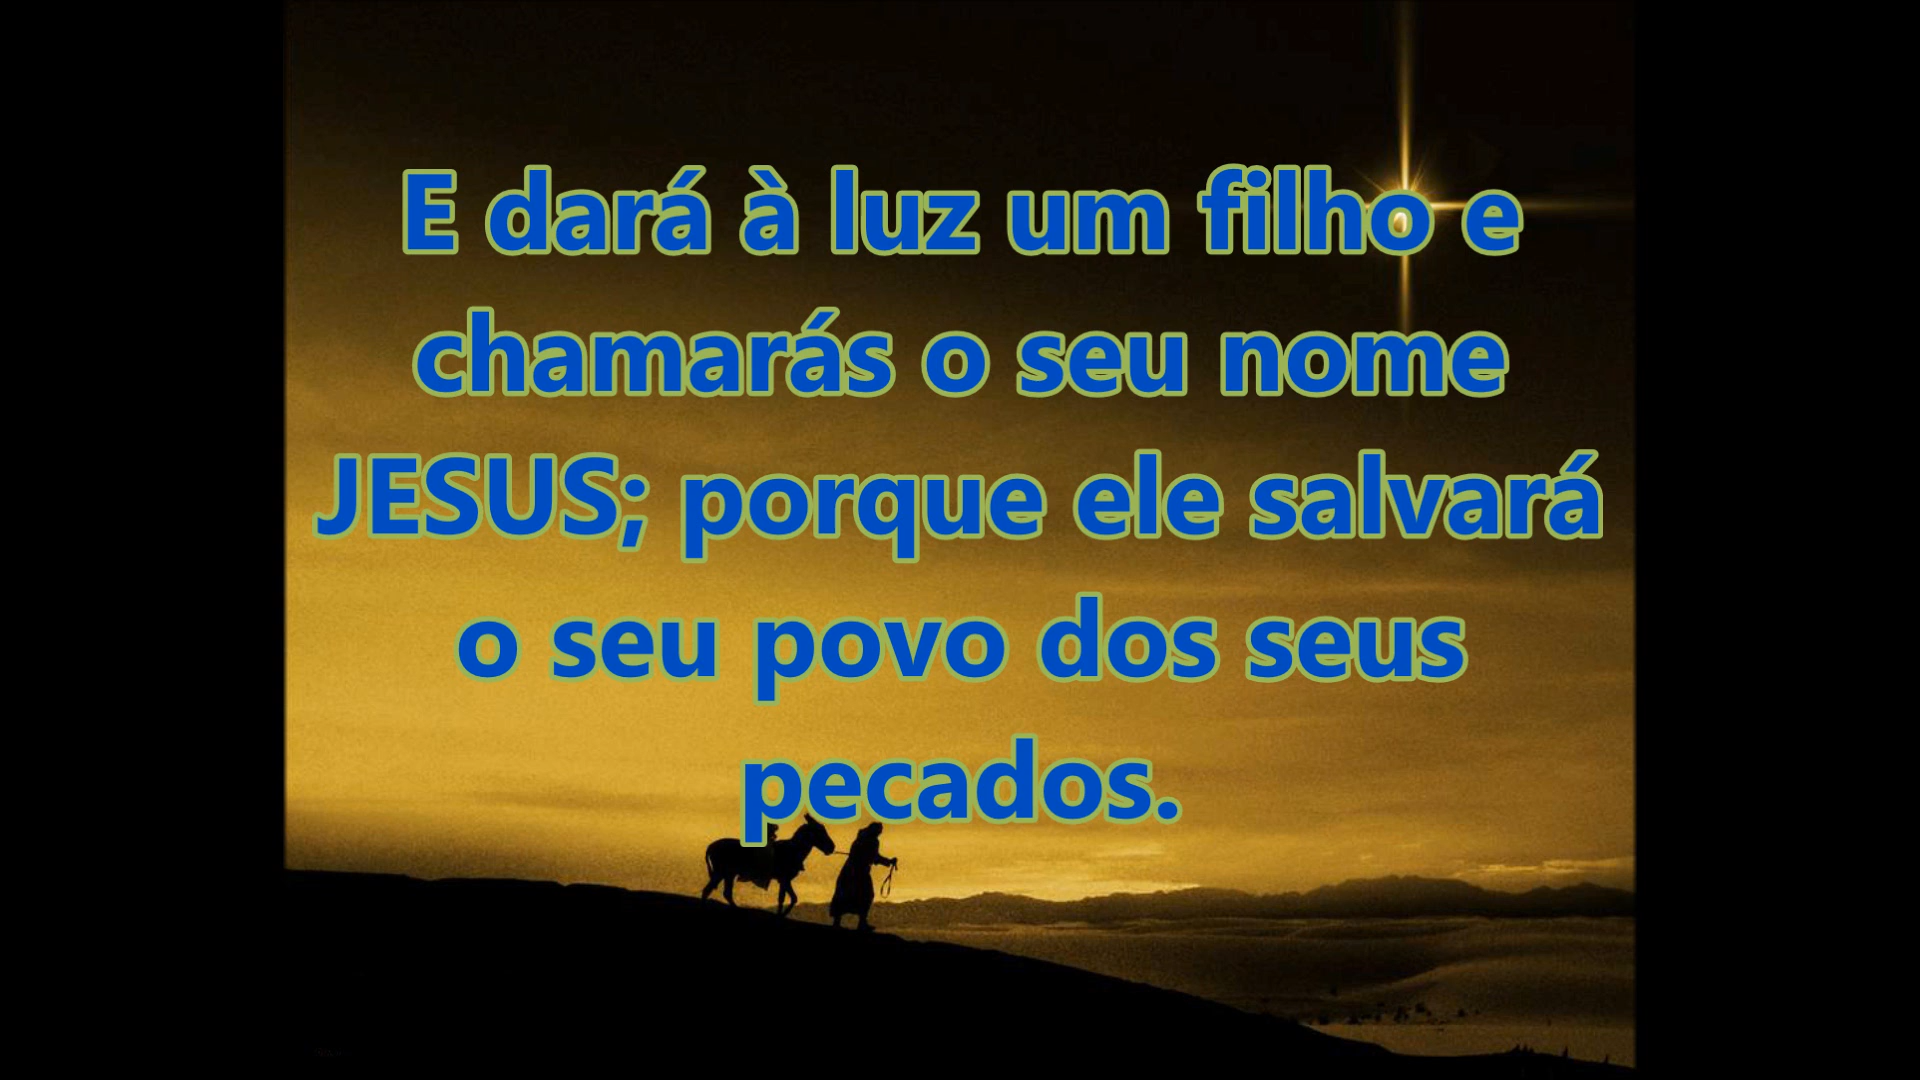 E dará à luz um filho e
chamarás o seu nome
JESUS; porque ele salvará
o seu povo dos seus
pecados.